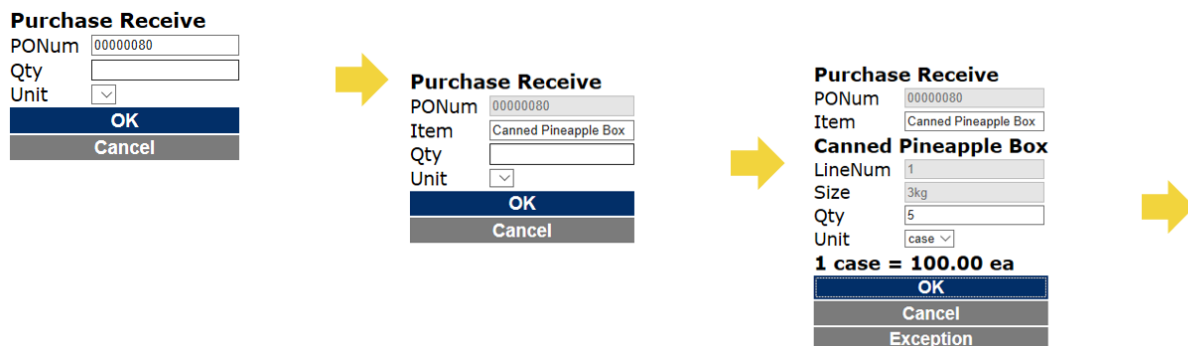 Purchase Receive
PONum 00000080
Qty
Unit
OK
Cancel
Purchase Receive
PONum 00000080
Item Canned Pineapple Box
Qty
Unit
OK
Cancel
Purchase Receive
PONum 00000080
Item Canned Pineapple Box
Canned Pineapple Box
LineNum 1
Size 3kg
Qty 5
Unit case
1 case = 100.00 ea
OK
Cancel
Exception